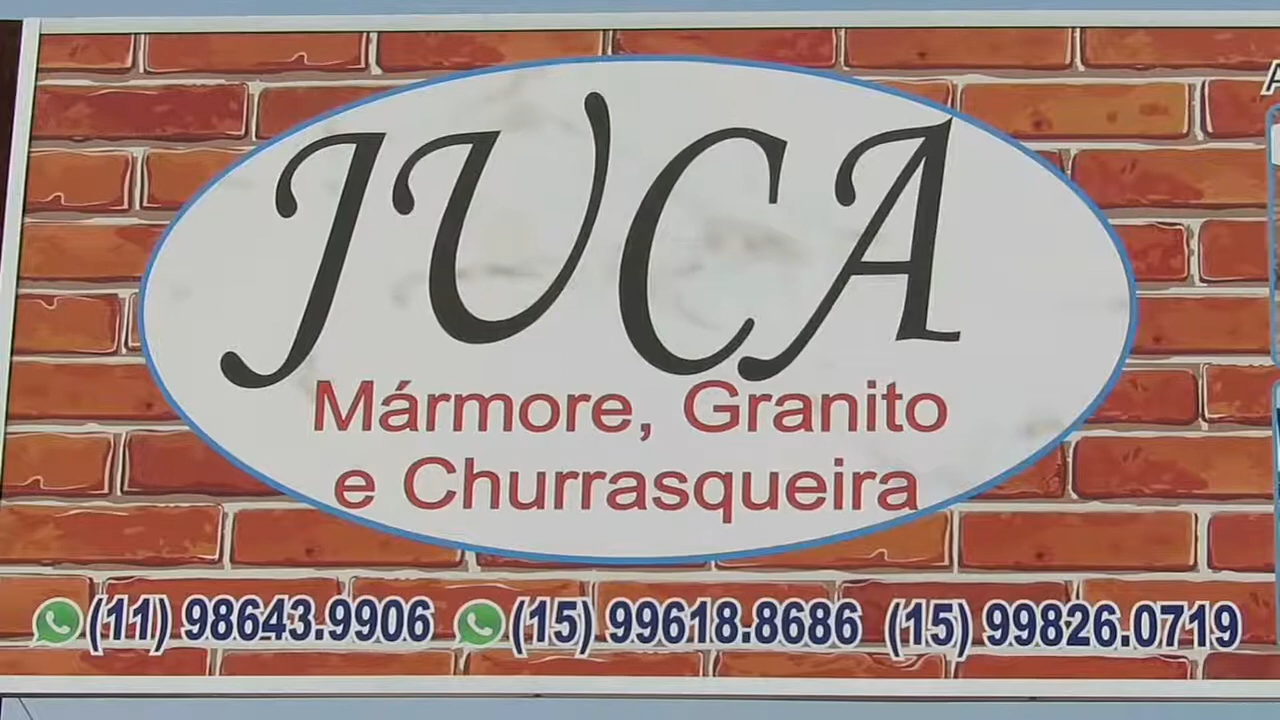 JUCA
Mármore, Granito
e Churrasqueira
(11) 98643.9906 (15) 99618.8686 (15) 99826.0719